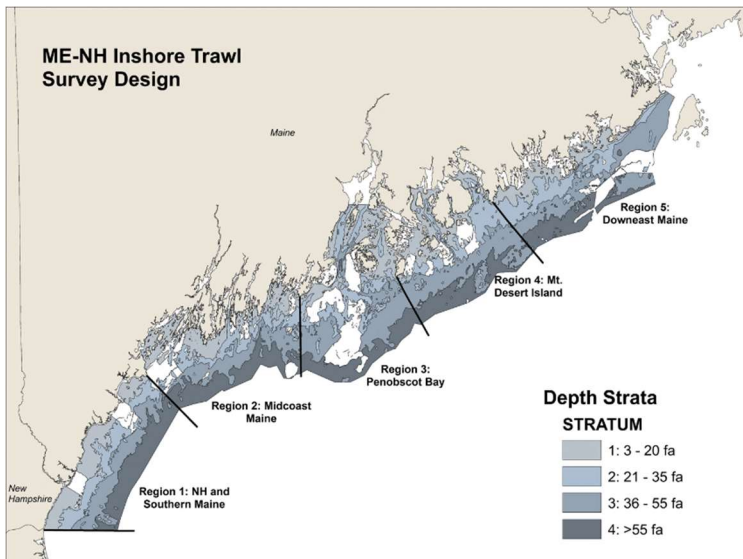 ME-NH Inshore Trawl
Survey Design
Maine
Region 5:
Downeast Maine
Region 4: Mt.
Desert Island
Region 3:
Penobscot Bay
Region 2: Midcoast
Maine
Region 1: NH and
Southern Maine
New
Hampshire
Depth Strata
STRATUM
1: 3 - 20 fa
2: 21 - 35 fa
3: 36 - 55 fa
4: >55 fa